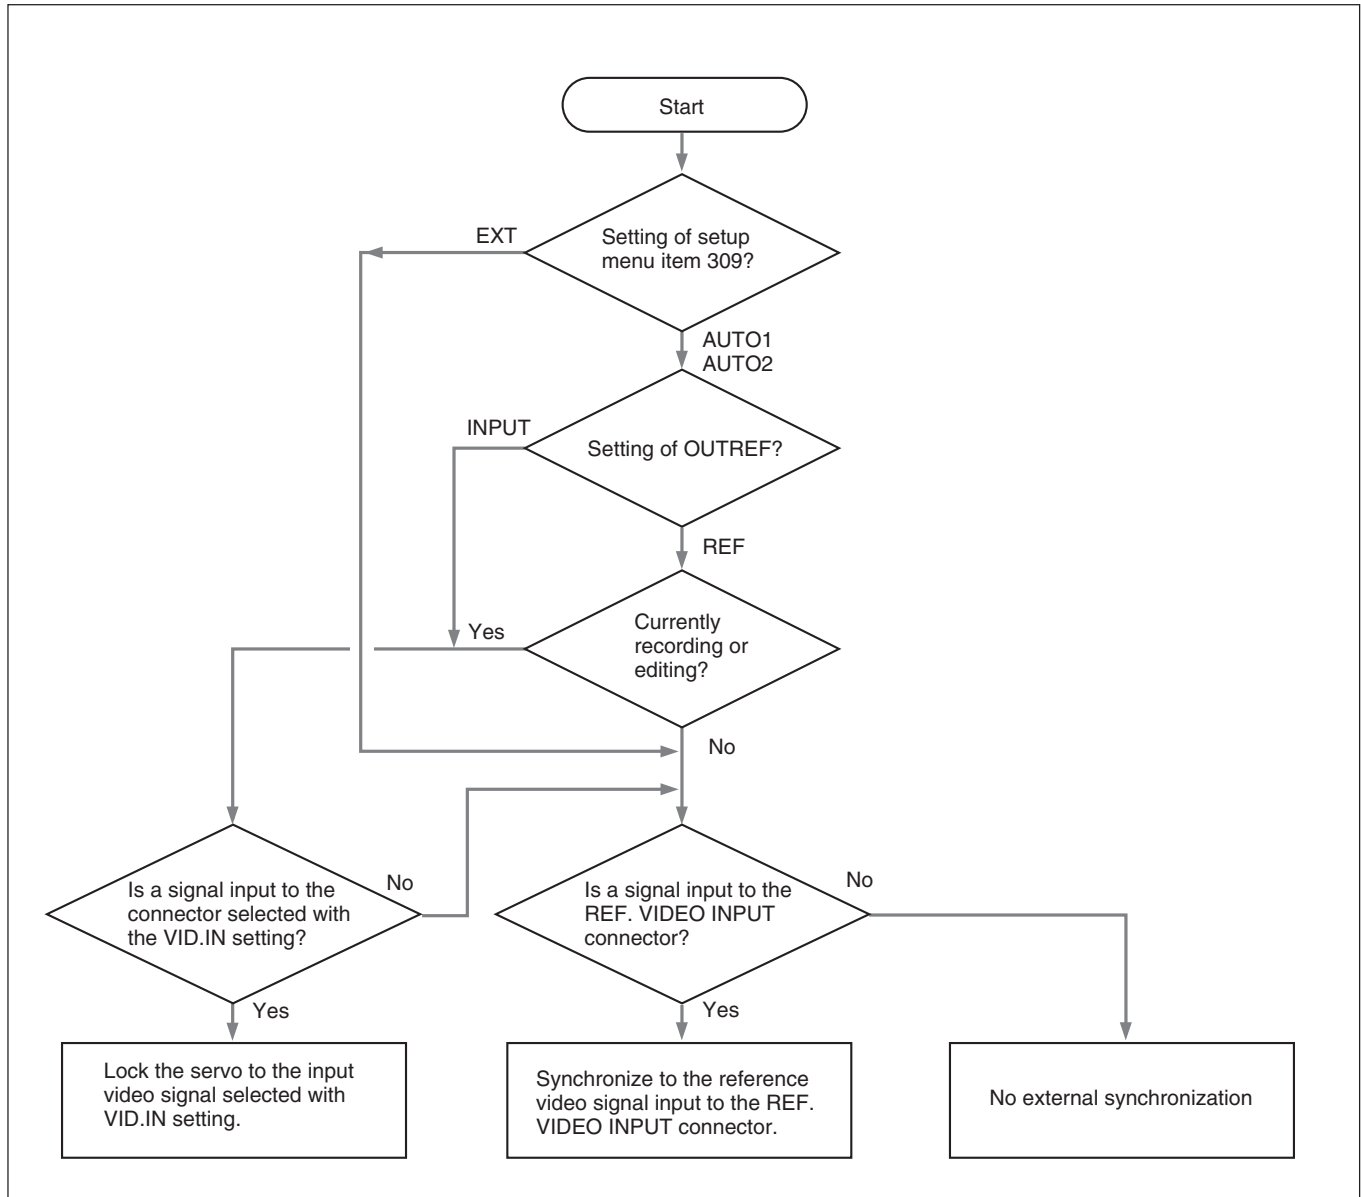 Start
EXT
Setting of setup
menu item 309?
AUTO1
AUTO2
INPUT
Setting of OUTREF?
REF
Yes
Currently
recording or
editing?
No
Is a signal input to the
connector selected with
the VID.IN setting?
No
Is a signal input to the
REF. VIDEO INPUT
connector?
No
Yes
Yes
Lock the servo to the input
video signal selected with
VID.IN setting.
Synchronize to the reference
video signal input to the REF.
VIDEO INPUT connector.
No external synchronization